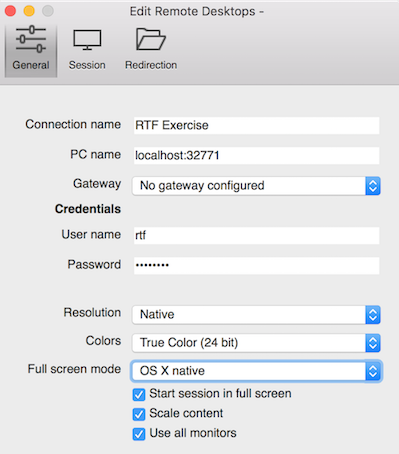 Edit Remote Desktops -
General Session Redirection
Connection name RTF Exercise
PC name localhost:32771
Gateway No gateway configured
Credentials
User name rtf
Password ••••••••
Resolution Native
Colors True Color (24 bit)
Full screen mode OS X native
Start session in full screen
Scale content
Use all monitors